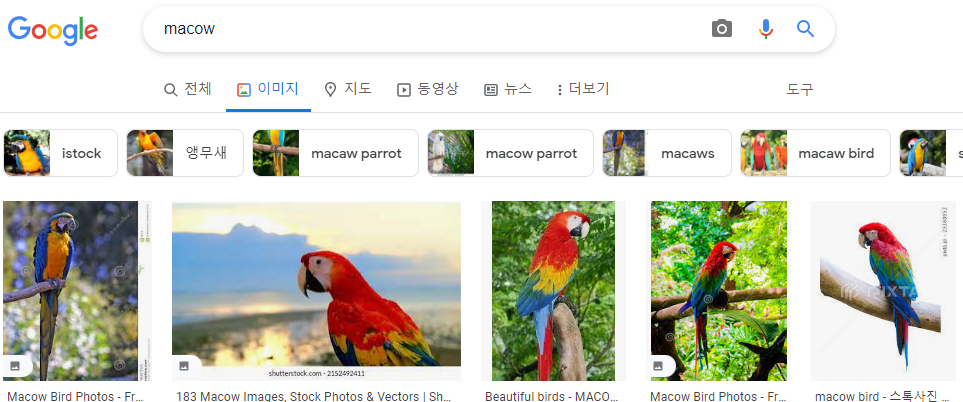 Google
macow
전체
이미지
지도
동영상
뉴스
더보기
도구
istock
앵무새
macaw parrot
macow parrot
macaws
macaw bird
shutterstock.com · 2152492411
Macow Bird Photos - Fr...
183 Macow Images, Stock Photos & Vectors | Sh...
Beautiful birds - MACO...
Macow Bird Photos - Fr...
macow bird - 스톡사진 ...